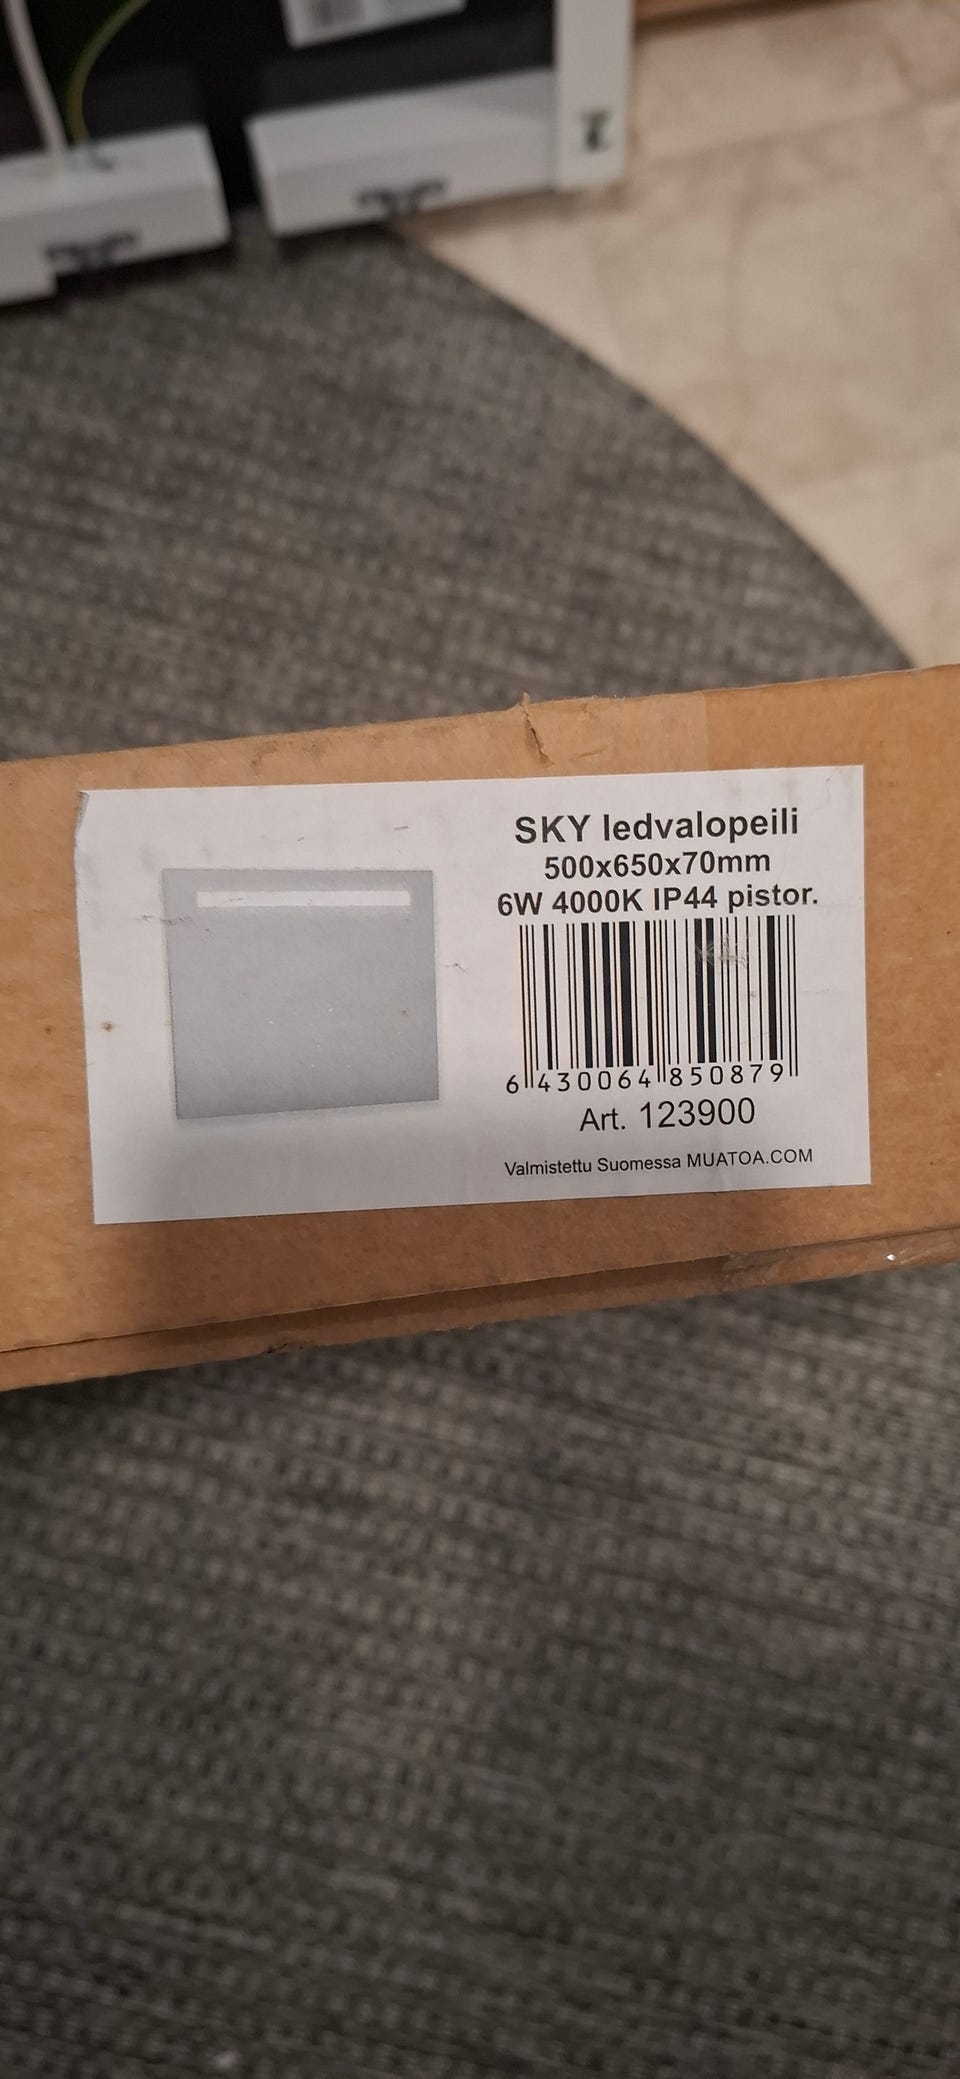 SKY ledvalopeili
500x650x70mm
6W 4000K IP44 pistor.
6 430064 850879
Art. 123900
Valmistettu Suomessa MUATOA.COM